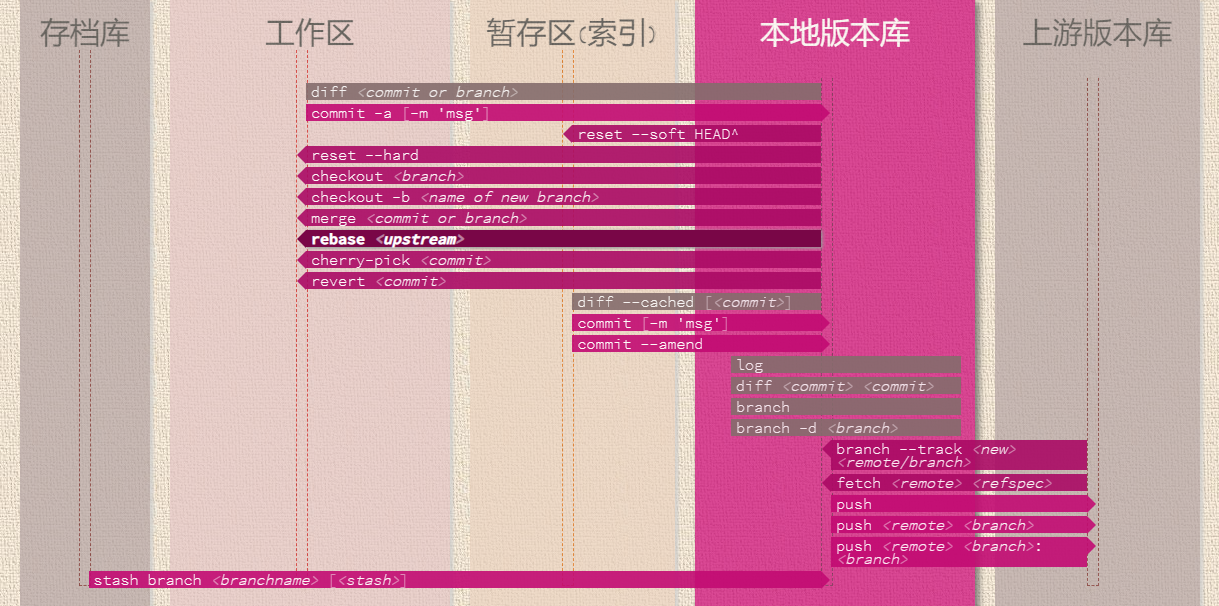 存档库
工作区
暂存区(索引)
本地版本库
上游版本库
diff <commit or branch>
commit -a [-m 'msg']
reset --soft HEAD^
reset --hard
checkout <branch>
checkout -b <name of new branch>
merge <commit or branch>
rebase <upstream>
cherry-pick <commit>
revert <commit>
diff --cached [<commit>]
commit [-m 'msg']
commit --amend
log
diff <commit> <commit>
branch
branch -d <branch>
branch --track <new>
<remote/branch>
fetch <remote> <refspec>
push
push <remote> <branch>
push <remote> <branch>:
<branch>
stash branch <branchname> [<stash>]